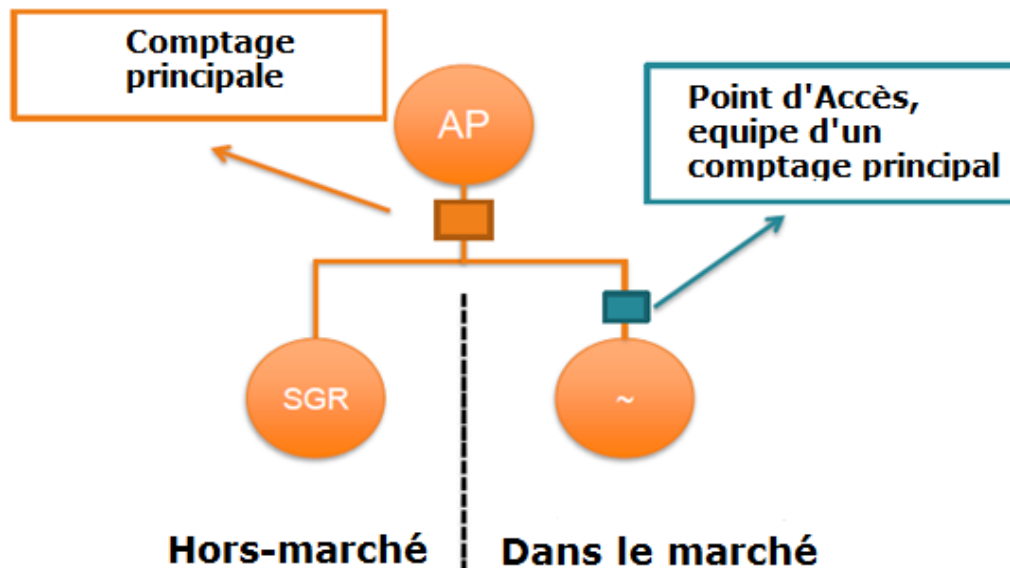 Comptage
principale
AP
Point d'Accès,
equipe d'un
comptage principal
SGR
~
Hors-marché
Dans le marché